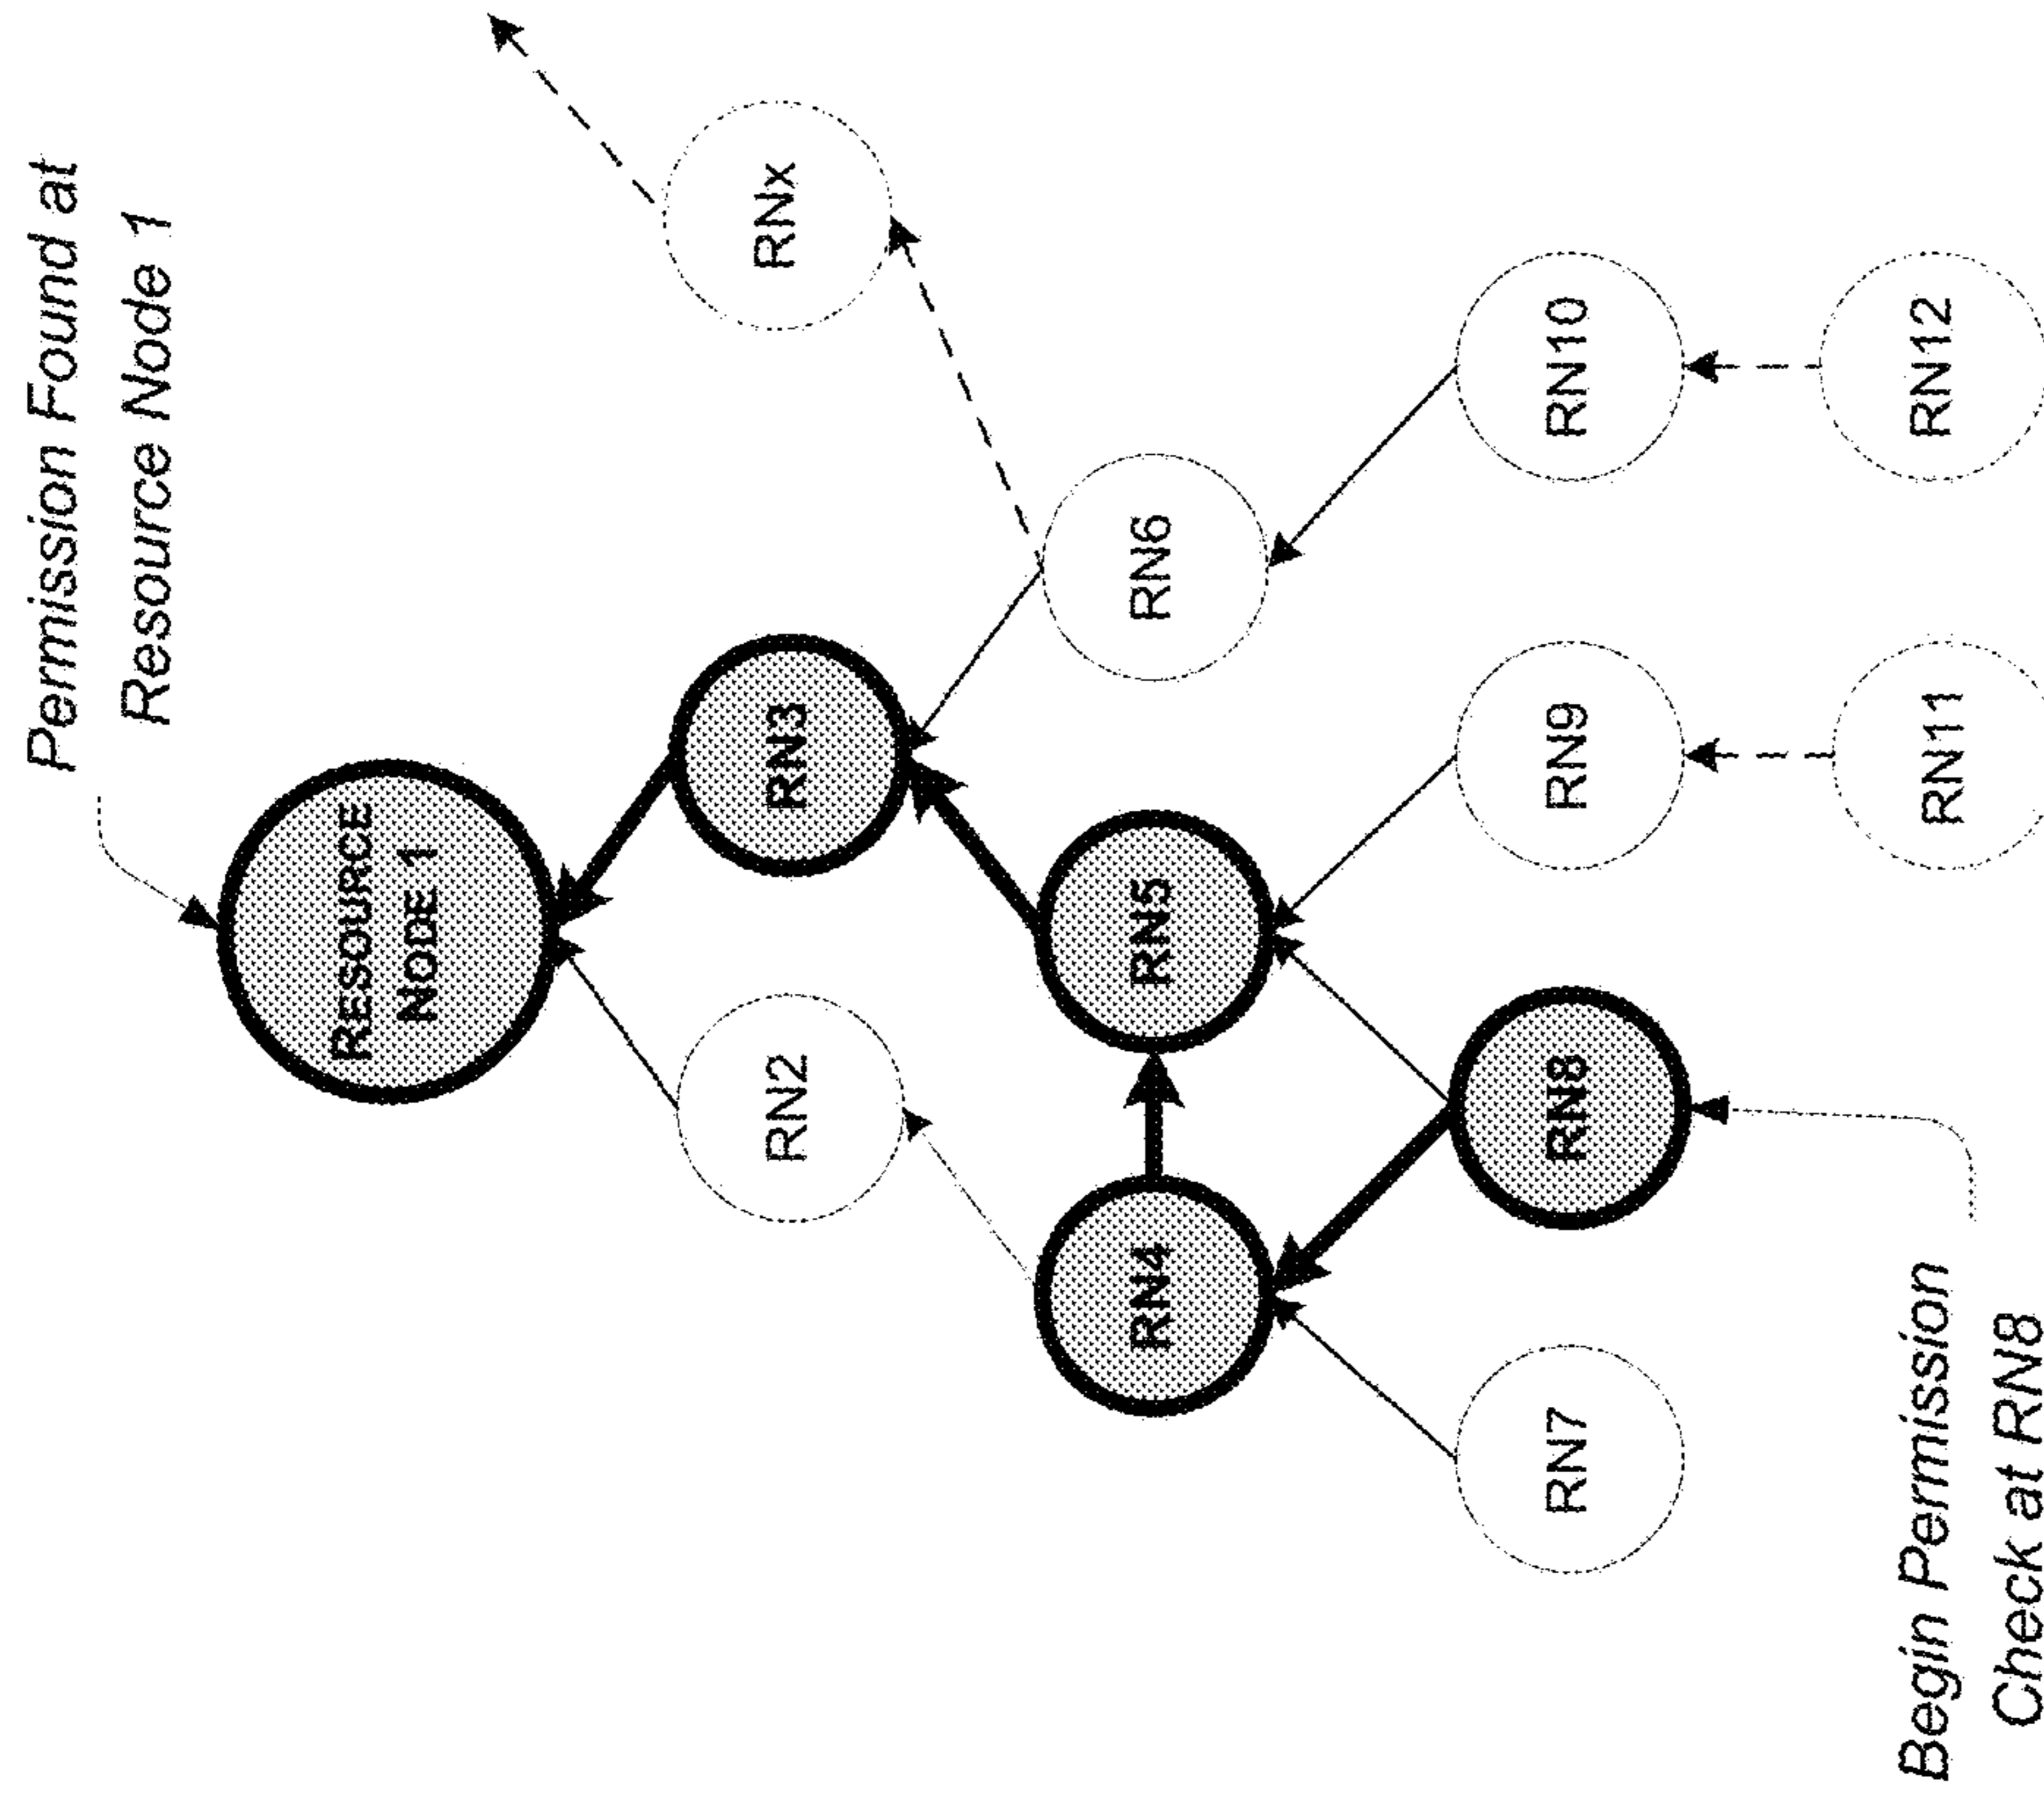 Permission Found at
Resource Node 1
RESOURCE
NODE 1
RN2
RN3
RNx
RN4
RN5
RN6
RN7
RN8
RN9
RN10
RN11
RN12
Begin Permission
Check at RN8